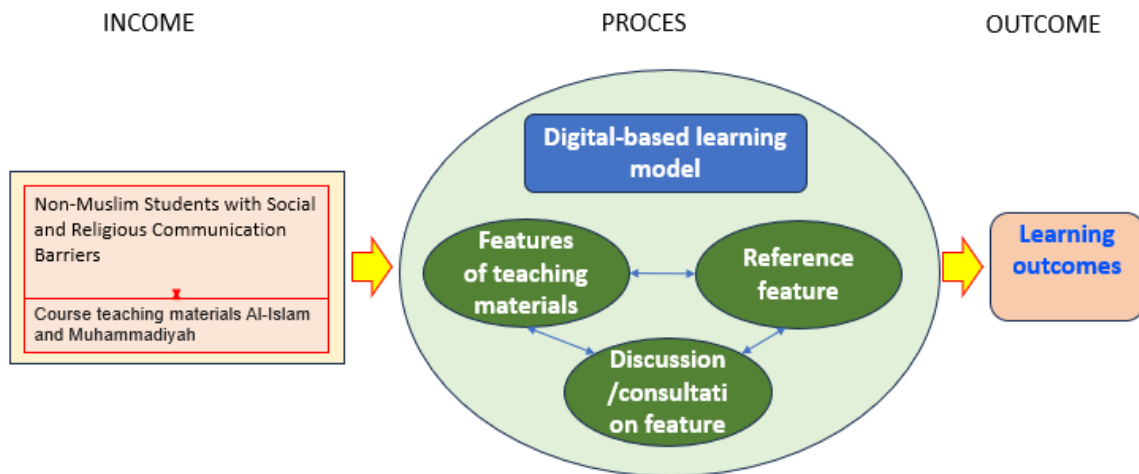 INCOME
PROCES
OUTCOME
Digital-based learning
model
Non-Muslim Students with Social
and Religious Communication
Barriers
Course teaching materials Al-Islam
and Muhammadiyah
Features
of teaching
materials
Reference
feature
Discussion
/consultati
on feature
Learning
outcomes